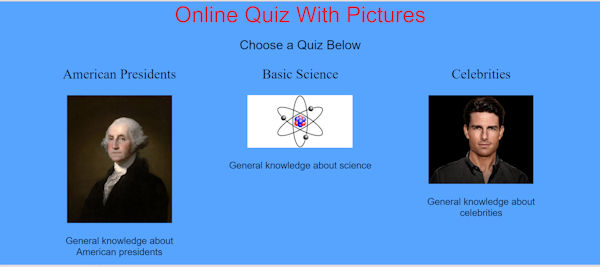 Online Quiz With Pictures
Choose a Quiz Below
American Presidents
General knowledge about
American presidents
Basic Science
General knowledge about science
Celebrities
General knowledge about
celebrities